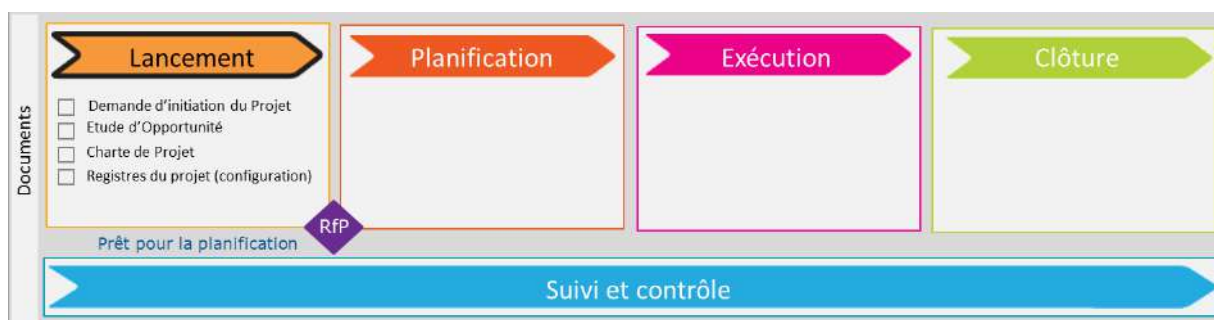 Documents
Lancement
Planification
Exécution
Clôture
Demande d'initiation du Projet
Etude d'Opportunité
Charte de Projet
Registres du projet (configuration)
RfP
Prêt pour la planification
Suivi et contrôle